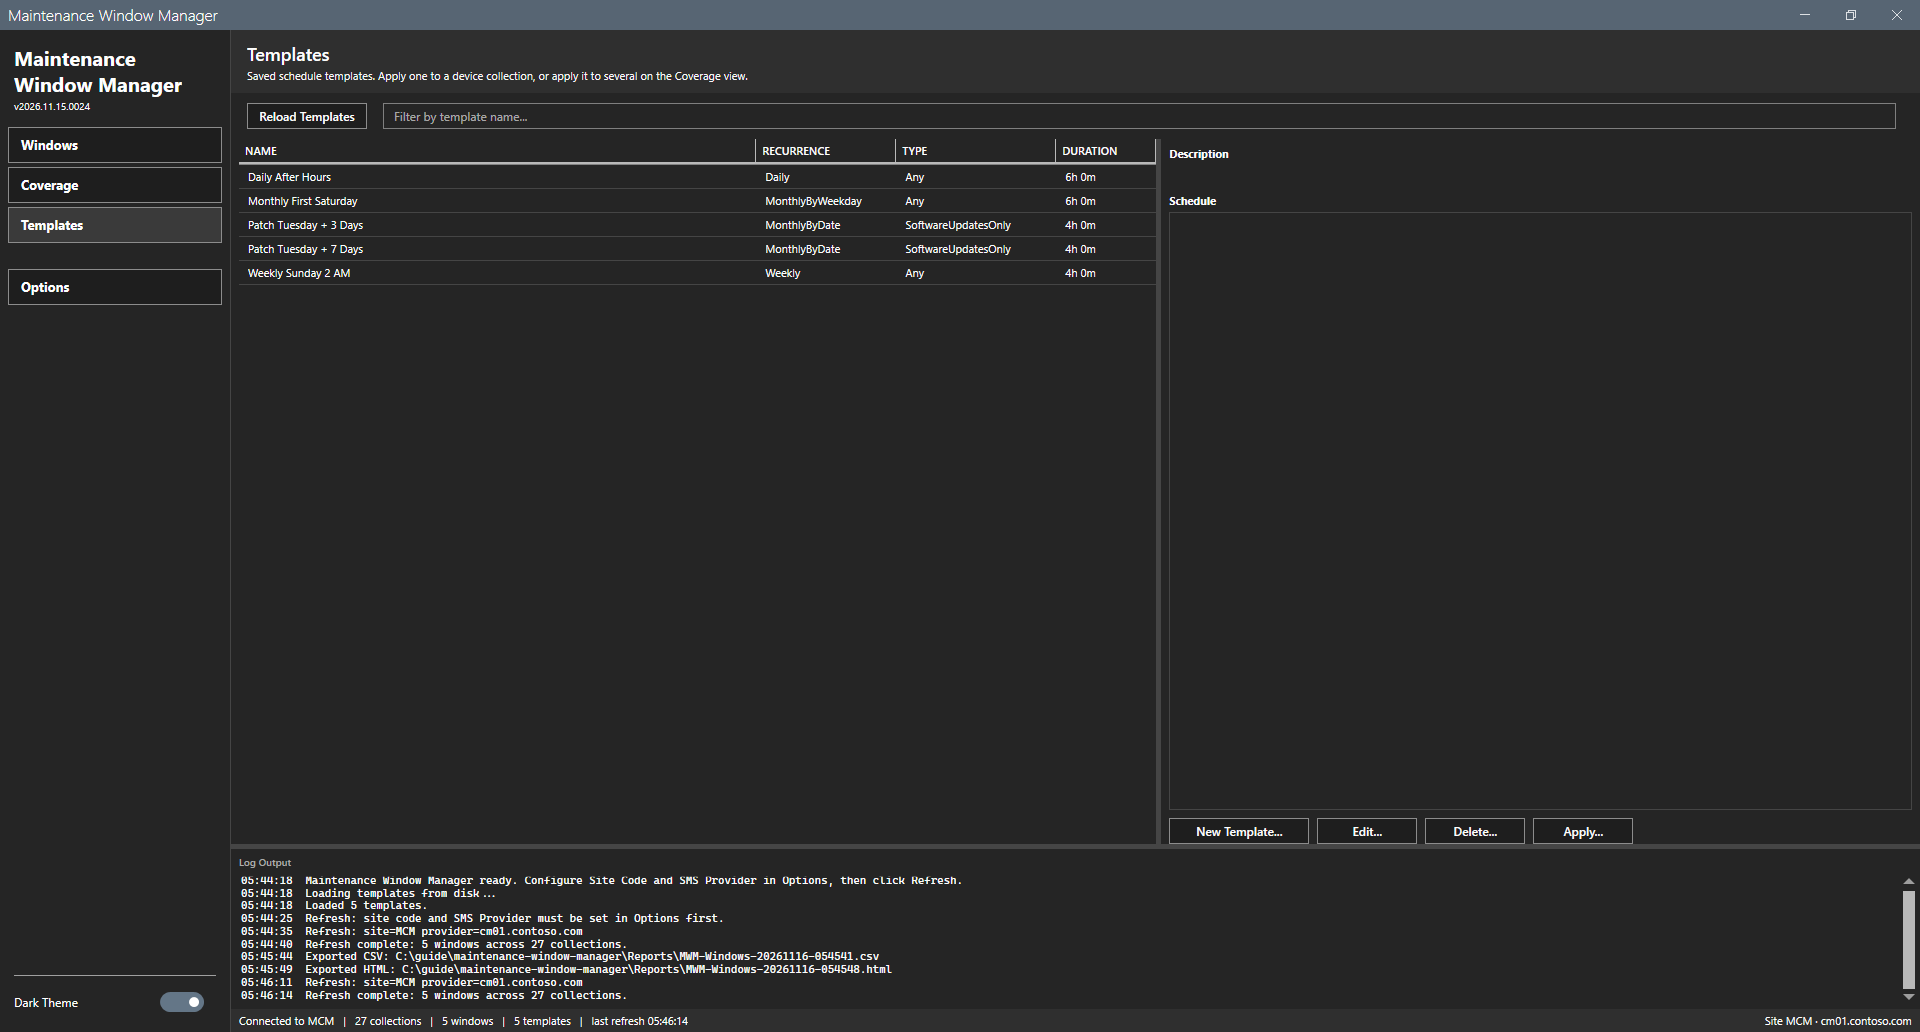 Maintenance Window Manager
Maintenance
Window Manager
v2026.11.15.0024
Windows
Coverage
Templates
Options
Dark Theme
Templates
Saved schedule templates. Apply one to a device collection, or apply it to several on the Coverage view.
Reload Templates
Filter by template name...
NAME RECURRENCE TYPE DURATION
Daily After Hours Daily Any 6h 0m
Monthly First Saturday MonthlyByWeekday Any 6h 0m
Patch Tuesday + 3 Days MonthlyByDate SoftwareUpdatesOnly 4h 0m
Patch Tuesday + 7 Days MonthlyByDate SoftwareUpdatesOnly 4h 0m
Weekly Sunday 2 AM Weekly Any 4h 0m
Description
Schedule
New Template... Edit... Delete... Apply...
Log Output
05:44:18 Maintenance Window Manager ready. Configure Site Code and SMS Provider in Options, then click Refresh.
05:44:18 Loading templates from disk...
05:44:18 Loaded 5 templates.
05:44:25 Refresh: site code and SMS Provider must be set in Options first.
05:44:35 Refresh: site=MCM provider=cm01.contoso.com
05:44:40 Refresh complete: 5 windows across 27 collections.
05:45:44 Exported CSV: C:\guide\maintenance-window-manager\Reports\MWM-Windows-20261116-054541.csv
05:45:49 Exported HTML: C:\guide\maintenance-window-manager\Reports\MWM-Windows-20261116-054548.html
05:46:11 Refresh: site=MCM provider=cm01.contoso.com
05:46:14 Refresh complete: 5 windows across 27 collections.
Connected to MCM | 27 collections | 5 windows | 5 templates | last refresh 05:46:14
Site MCM · cm01.contoso.com